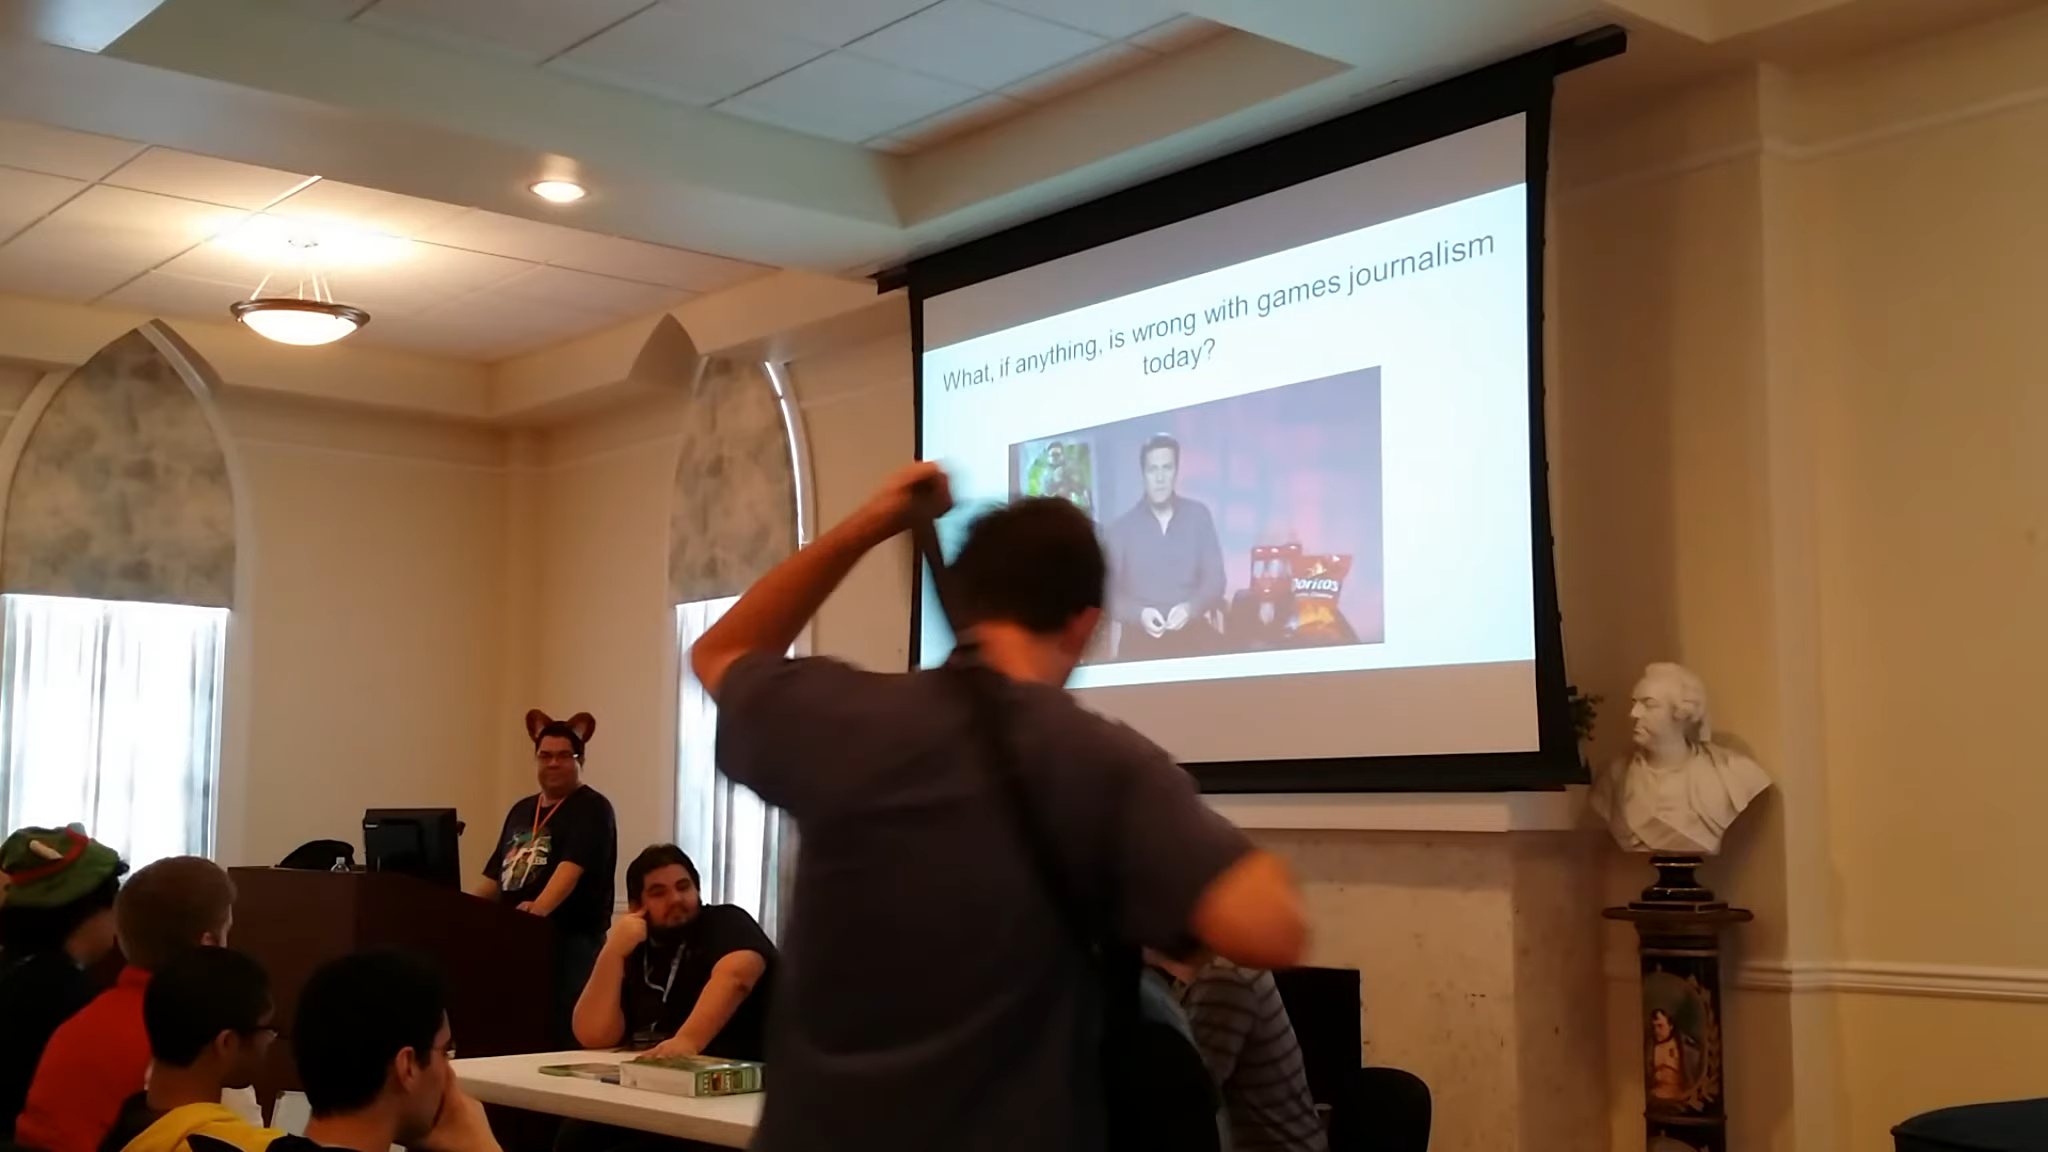 What, if anything, is wrong with games journalism
today?
Doritos